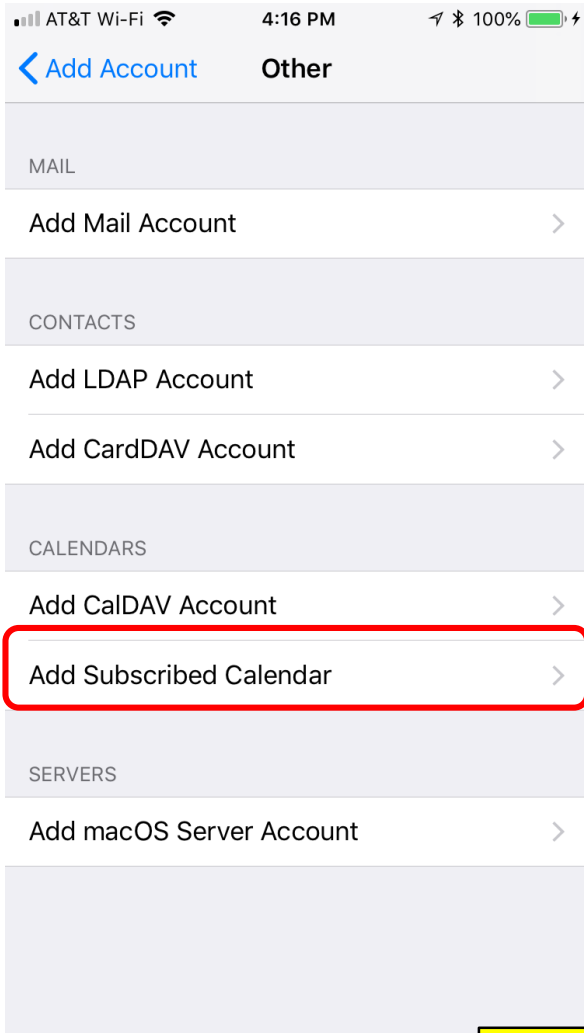 AT&T Wi-Fi 4:16 PM 100%
Add Account Other
MAIL
Add Mail Account
CONTACTS
Add LDAP Account
Add CardDAV Account
CALENDARS
Add CalDAV Account
Add Subscribed Calendar
SERVERS
Add macOS Server Account